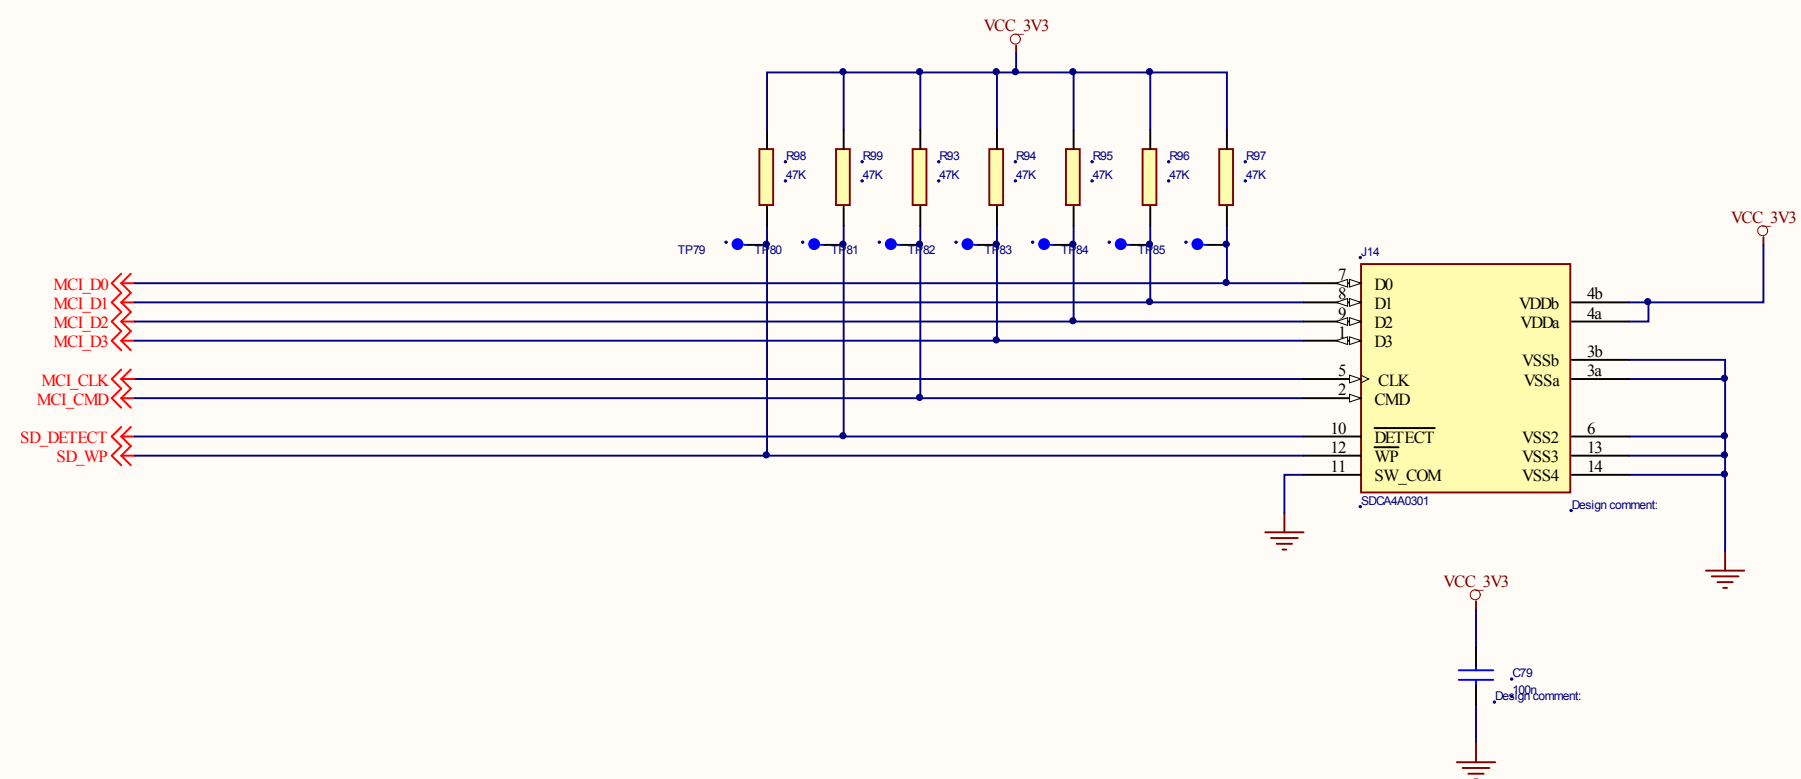 VCC_3V3
R98
47K
R99
47K
R93
47K
R94
47K
R95
47K
R96
47K
R97
47K
TP79
TP80
TP81
TP82
TP83
TP84
TP85
VCC_3V3
J14
MCI_D0
MCI_D1
MCI_D2
MCI_D3
MCI_CLK
MCI_CMD
SD_DETECT
SD_WP
7 D0
8 D1
9 D2
1 D3
5 CLK
2 CMD
10 DETECT
12 WP
11 SW_COM
VDDb 4b
VDDa 4a
VSSb 3b
VSSa 3a
VSS2 6
VSS3 13
VSS4 14
SDCA4A0301
Design comment:
VCC_3V3
C79
100n
Design comment: